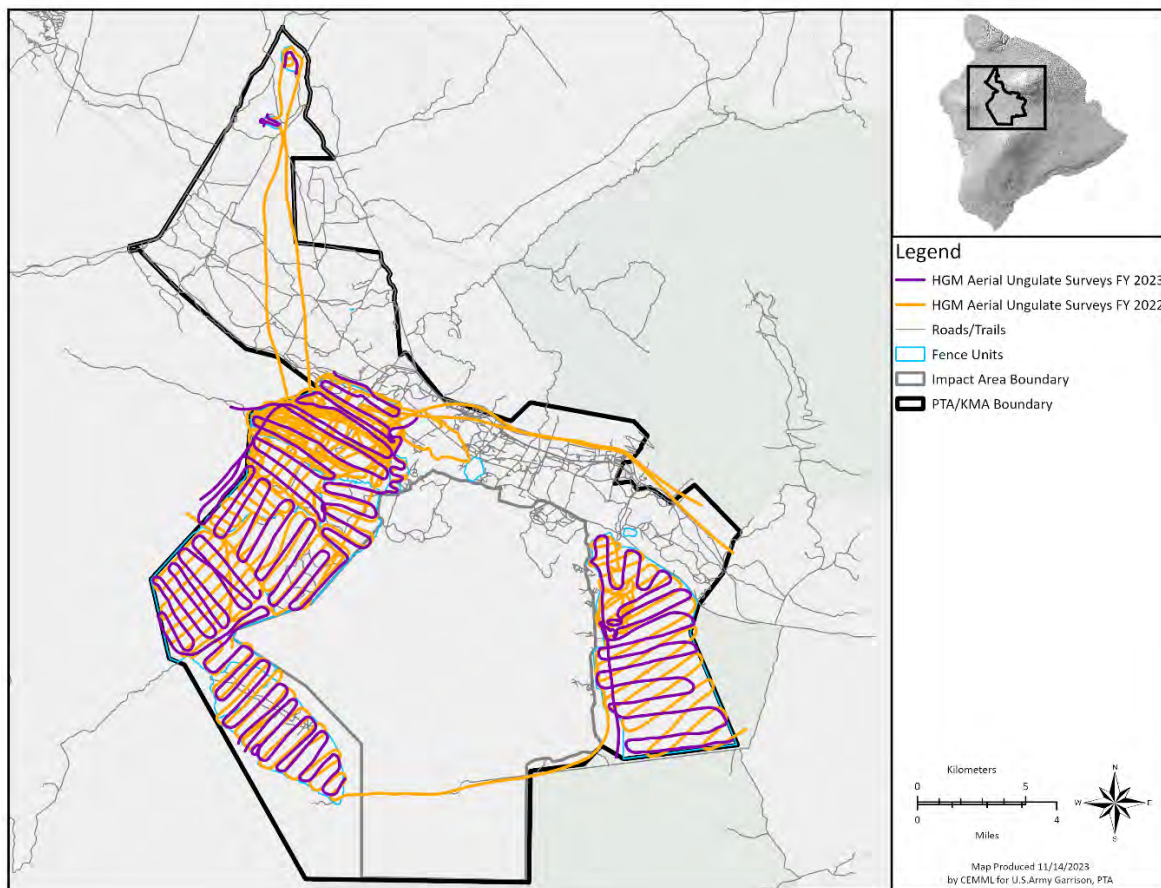 Legend
HGM Aerial Ungulate Surveys FY 2023
HGM Aerial Ungulate Surveys FY 2022
Roads/Trails
Fence Units
Impact Area Boundary
PTA/KMA Boundary
Kilometers
0 5
0 4
Miles
N
W E
S
Map Produced 11/14/2023
by CEMML for U.S.Army Garrison, PTA